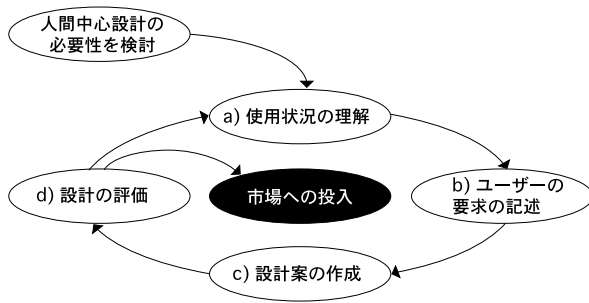 人間中心設計の
必要性を検討
a) 使用状況の理解
b) ユーザーの
要求の記述
c) 設計案の作成
d) 設計の評価
市場への投入